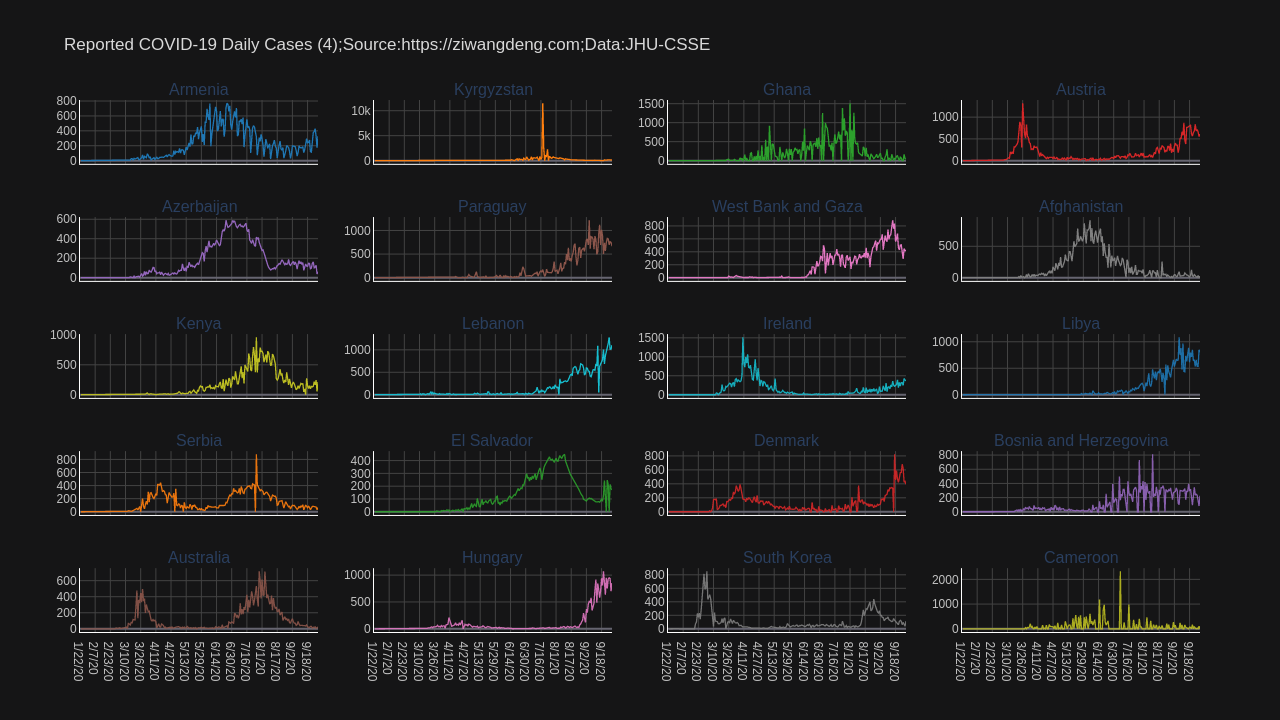 Reported COVID-19 Daily Cases (4);Source:https://ziwangdeng.com;Data:JHU-CSSE
Armenia
800
600
400
200
0
Kyrgyzstan
10k
5k
0
Ghana
1500
1000
500
0
Austria
1000
500
0
Azerbaijan
600
400
200
0
Paraguay
1000
500
0
West Bank and Gaza
800
600
400
200
0
Afghanistan
500
0
Kenya
1000
500
0
Lebanon
1000
500
0
Ireland
1500
1000
500
0
Libya
1000
500
0
Serbia
800
600
400
200
0
El Salvador
400
300
200
100
0
Denmark
800
600
400
200
0
Bosnia and Herzegovina
800
600
400
200
0
Australia
600
400
200
0
Hungary
1000
500
0
South Korea
800
600
400
200
0
Cameroon
2000
1000
0
1/22/20 2/7/20 2/23/20 3/10/20 3/26/20 4/11/20 4/27/20 5/13/20 5/29/20 6/14/20 6/30/20 7/16/20 8/1/20 8/17/20 9/2/20 9/18/20
1/22/20 2/7/20 2/23/20 3/10/20 3/26/20 4/11/20 4/27/20 5/13/20 5/29/20 6/14/20 6/30/20 7/16/20 8/1/20 8/17/20 9/2/20 9/18/20
1/22/20 2/7/20 2/23/20 3/10/20 3/26/20 4/11/20 4/27/20 5/13/20 5/29/20 6/14/20 6/30/20 7/16/20 8/1/20 8/17/20 9/2/20 9/18/20
1/22/20 2/7/20 2/23/20 3/10/20 3/26/20 4/11/20 4/27/20 5/13/20 5/29/20 6/14/20 6/30/20 7/16/20 8/1/20 8/17/20 9/2/20 9/18/20